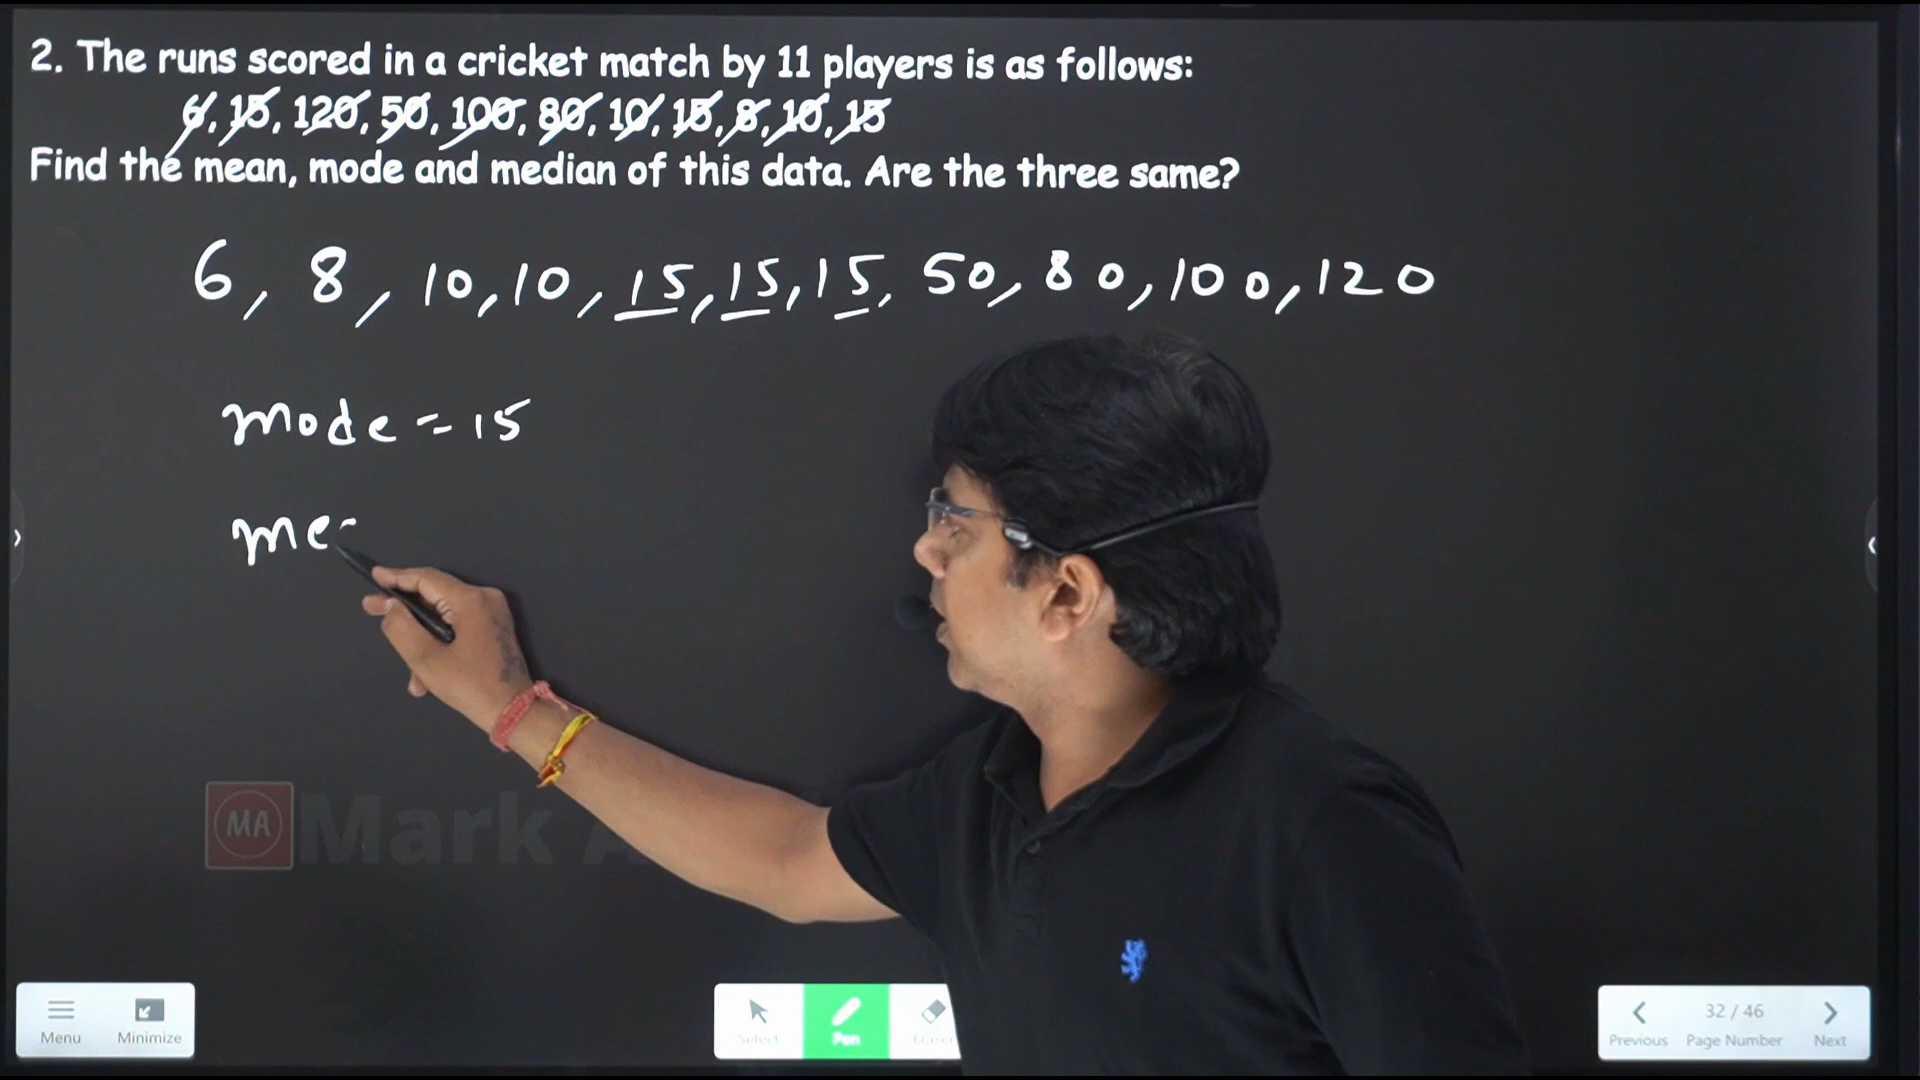 2. The runs scored in a cricket match by 11 players is as follows:
6, 15, 120, 50, 100, 80, 10, 15, 8, 10, 15
Find the mean, mode and median of this data. Are the three same?
6, 8, 10, 10, 15, 15, 15, 50, 80, 100, 120
mode = 15
me
MA Mark A
Menu
Minimize
Select
Pen
Eraser
32 / 46
Previous
Page Number
Next